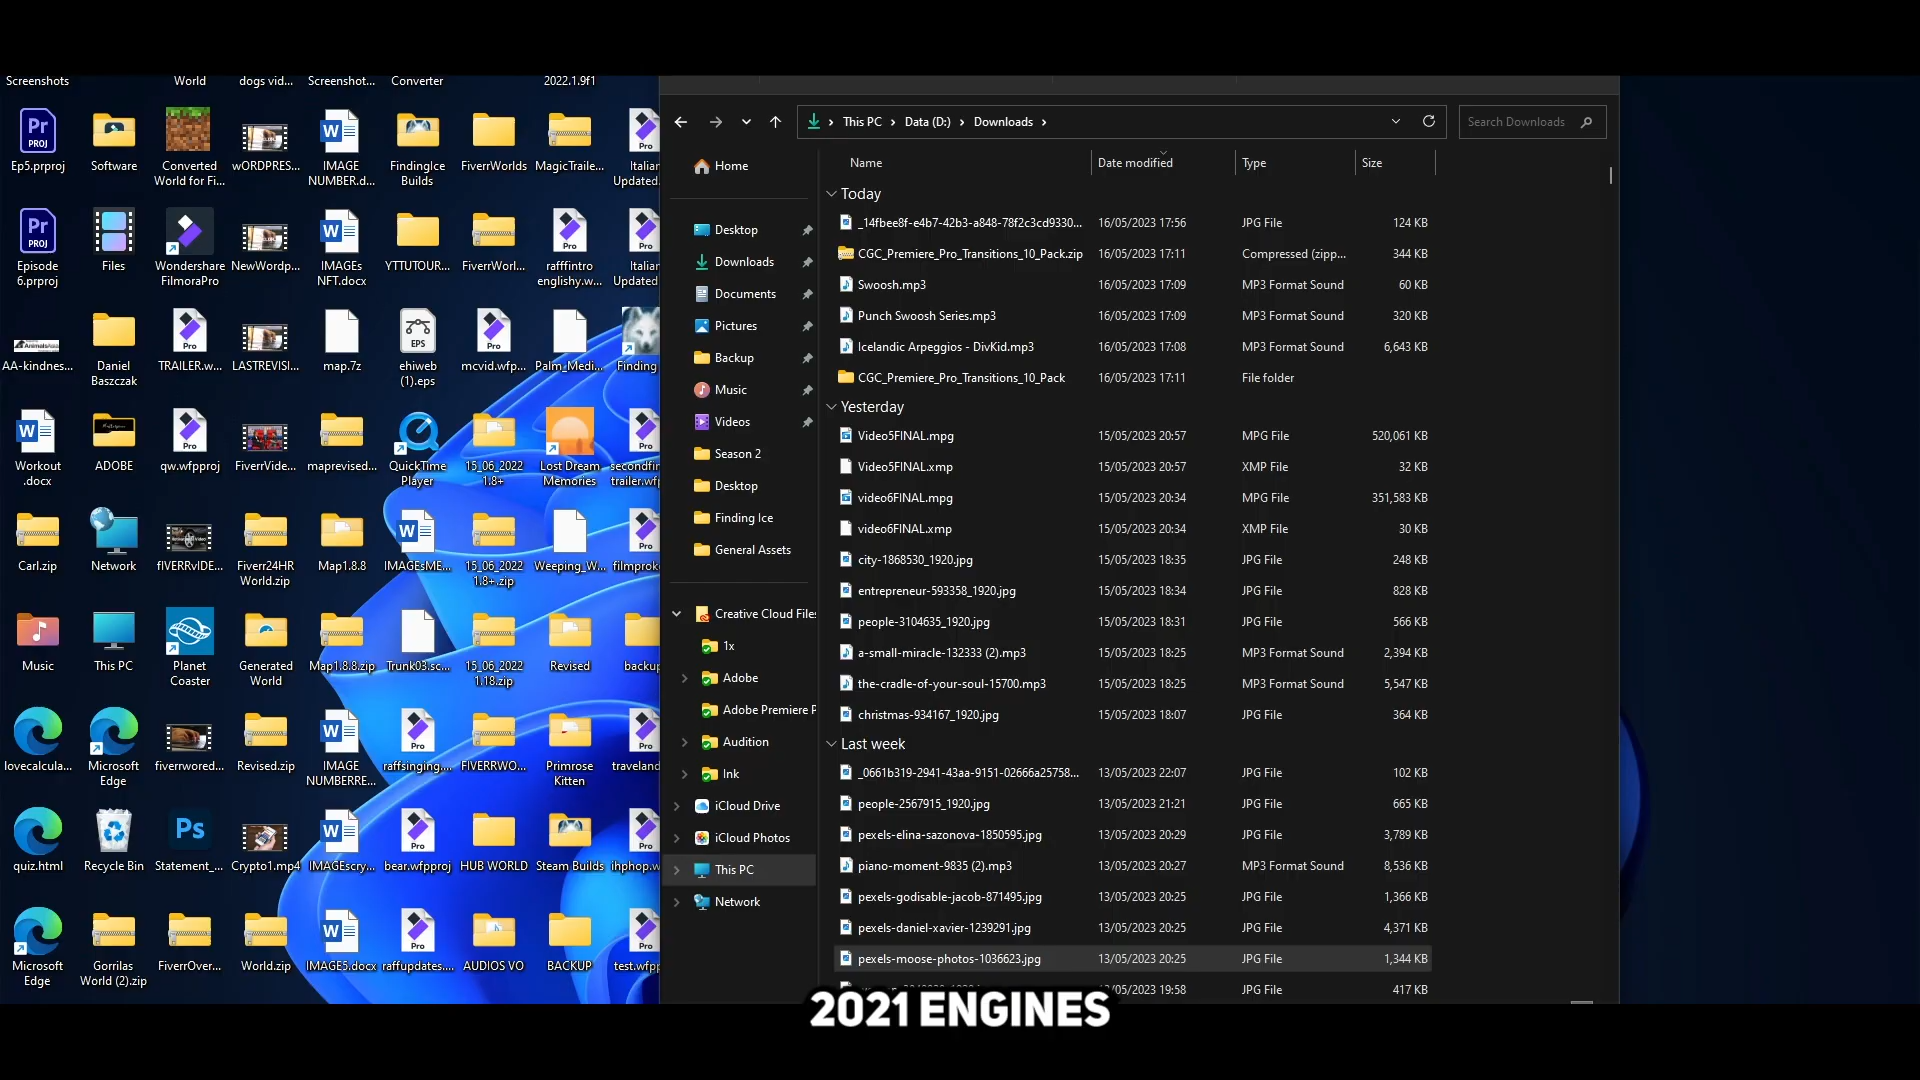 Screenshots
World
dogs vid...
Screenshot...
Converter
2022.1.9f1
Ep5.prproj
Software
Converted
World for Fi...
wORDPRES...
IMAGE
NUMBER.d...
FindingIce
Builds
FiverrWorlds
MagicTraile...
Italian
Updated.
Episode
6.prproj
Files
Wondershare
FilmoraPro
NewWordp...
IMAGEs
NFT.docx
YTTUTOUR...
FiverrWorl...
rafffintro
englishy.w...
Italian
Updated
AA-kindnes...
Daniel
Baszczak
TRAILER.w...
LASTREVISI...
map.7z
ehiweb
(1).eps
mcvid.wfp...
Palm_Medi...
Finding
Workout
.docx
ADOBE
qw.wfpproj
FiverrVide...
maprevised...
QuickTime
Player
15_06_2022
1.8+
Lost Dream
Memories
secondfin
trailer.wfp
Carl.zip
Network
fIVERRvIDE...
Fiverr24HR
World.zip
Map1.8.8
IMAGEsME...
15_06_2022
1.8+.zip
Weeping_W...
filmprok
Music
This PC
Planet
Coaster
Generated
World
Map1.8.8.zip
Trunk03.sc...
15_06_2022
1.18.zip
Revised
backup
lovecalcula...
Microsoft
Edge
fiverrwored...
Revised.zip
IMAGE
NUMBERRE...
raffsinging....
FIVERRWO...
Primrose
Kitten
traveland
quiz.html
Recycle Bin
Statement_...
Crypto1.mp4
IMAGEscry...
bear.wfpproj
HUB WORLD
Steam Builds
ihphop.w
Microsoft
Edge
Gorrilas
World (2).zip
FiverrOver...
World.zip
IMAGE5.docx
raffupdates....
AUDIOS VO
BACKUP
test.wfpp
This PC
Data (D:)
Downloads
Search Downloads
Home
Desktop
Downloads
Documents
Pictures
Backup
Music
Videos
Season 2
Desktop
Finding Ice
General Assets
Creative Cloud Files
1x
Adobe
Adobe Premiere P
Audition
Ink
iCloud Drive
iCloud Photos
This PC
Network
Name Date modified Type Size
Today
_14fbee8f-e4b7-42b3-a848-78f2c3cd9330... 16/05/2023 17:56 JPG File 124 KB
CGC_Premiere_Pro_Transitions_10_Pack.zip 16/05/2023 17:11 Compressed (zipp... 344 KB
Swoosh.mp3 16/05/2023 17:09 MP3 Format Sound 60 KB
Punch Swoosh Series.mp3 16/05/2023 17:09 MP3 Format Sound 320 KB
Icelandic Arpeggios - DivKid.mp3 16/05/2023 17:08 MP3 Format Sound 6,643 KB
CGC_Premiere_Pro_Transitions_10_Pack 16/05/2023 17:11 File folder
Yesterday
Video5FINAL.mpg 15/05/2023 20:57 MPG File 520,061 KB
Video5FINAL.xmp 15/05/2023 20:57 XMP File 32 KB
video6FINAL.mpg 15/05/2023 20:34 MPG File 351,583 KB
video6FINAL.xmp 15/05/2023 20:34 XMP File 30 KB
city-1868530_1920.jpg 15/05/2023 18:35 JPG File 248 KB
entrepreneur-593358_1920.jpg 15/05/2023 18:34 JPG File 828 KB
people-3104635_1920.jpg 15/05/2023 18:31 JPG File 566 KB
a-small-miracle-132333 (2).mp3 15/05/2023 18:25 MP3 Format Sound 2,394 KB
the-cradle-of-your-soul-15700.mp3 15/05/2023 18:25 MP3 Format Sound 5,547 KB
christmas-934167_1920.jpg 15/05/2023 18:07 JPG File 364 KB
Last week
_0661b319-2941-43aa-9151-02666a25758... 13/05/2023 22:07 JPG File 102 KB
people-2567915_1920.jpg 13/05/2023 21:21 JPG File 665 KB
pexels-elina-sazonova-1850595.jpg 13/05/2023 20:29 JPG File 3,789 KB
piano-moment-9835 (2).mp3 13/05/2023 20:27 MP3 Format Sound 8,536 KB
pexels-godisable-jacob-871495.jpg 13/05/2023 20:25 JPG File 1,366 KB
pexels-daniel-xavier-1239291.jpg 13/05/2023 20:25 JPG File 4,371 KB
pexels-moose-photos-1036623.jpg 13/05/2023 20:25 JPG File 1,344 KB
19:58 JPG File 417 KB
2021 ENGINES